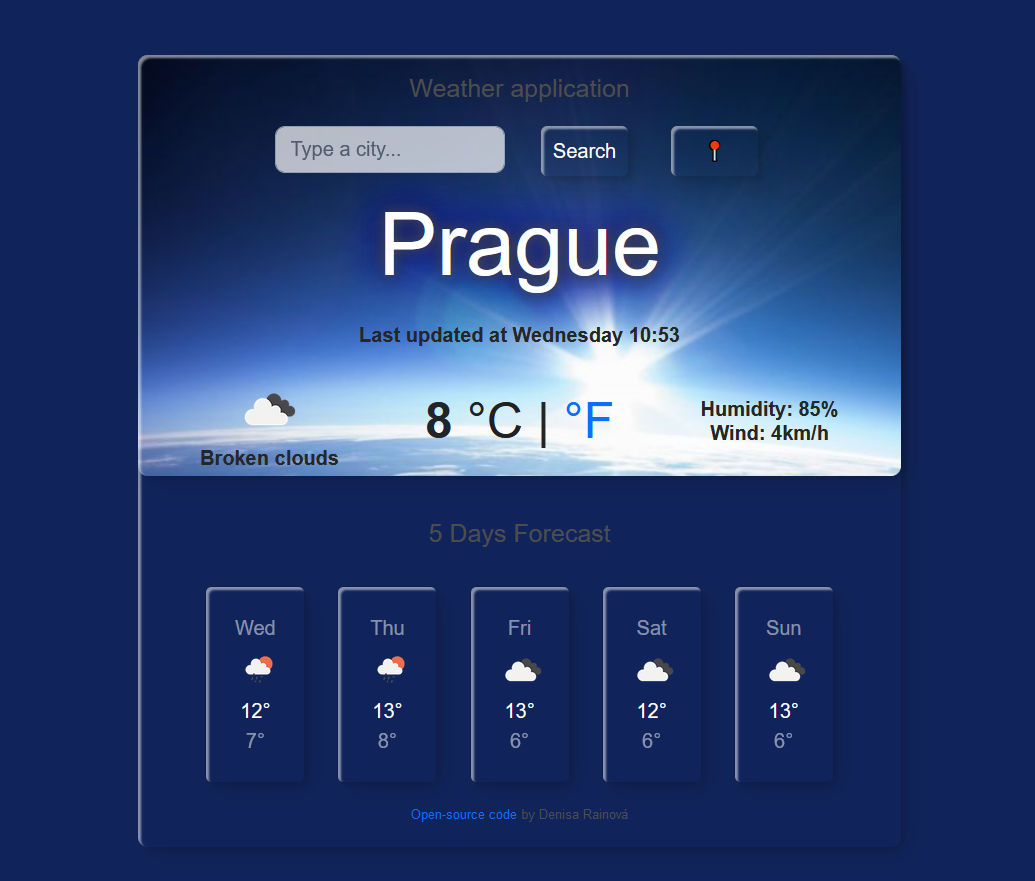 Weather application
Type a city... Search
Prague
Last updated at Wednesday 10:53
8 °C | °F
Humidity: 85%
Wind: 4km/h
Broken clouds
5 Days Forecast
Wed Thu Fri Sat Sun
12° 13° 13° 12° 13°
7° 8° 6° 6° 6°
Open-source code by Denisa Rainová